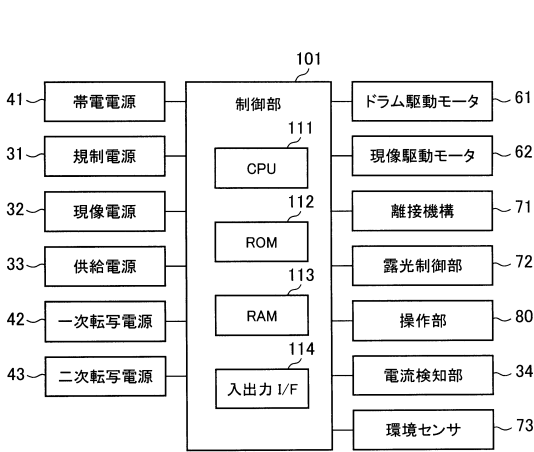 101
41
帯電電源
制御部
ドラム駆動モータ
61
111
31
規制電源
CPU
現像駆動モータ
62
112
32
現像電源
離接機構
71
ROM
33
供給電源
露光制御部
72
113
42
一次転写電源
RAM
操作部
80
114
43
二次転写電源
入出力 I/F
電流検知部
34
環境センサ
73